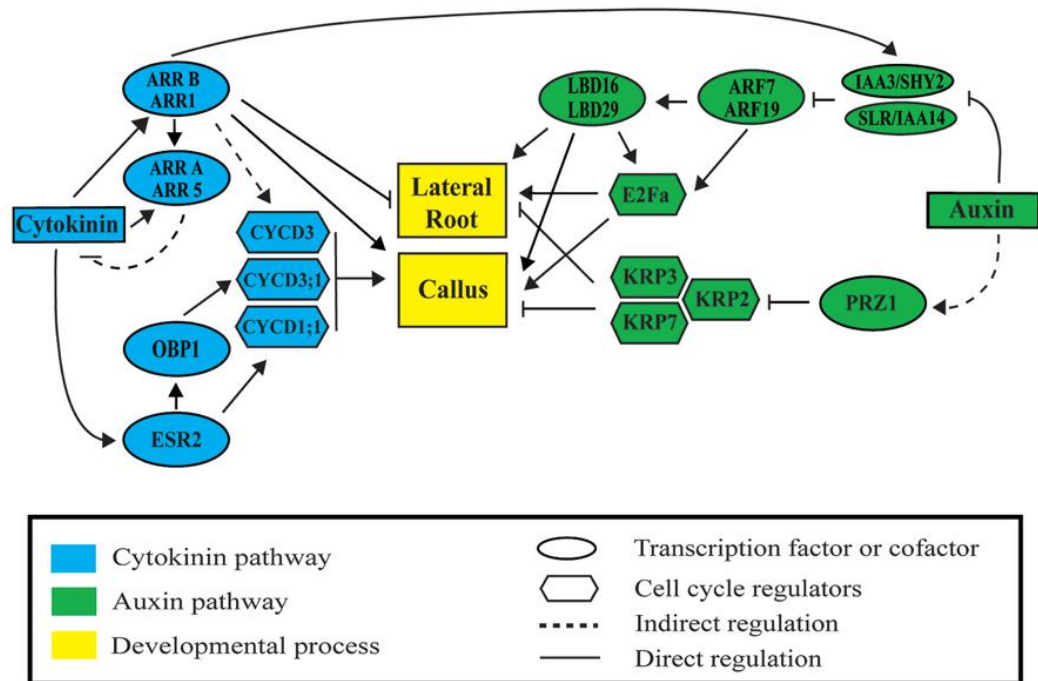 ARR B
ARR1
ARR A
ARR 5
Cytokinin
CYCD3
CYCD3;1
CYCD1;1
OBP1
ESR2
Lateral
Root
Callus
LBD16
LBD29
ARF7
ARF19
IAA3/SHY2
SLR/IAA14
E2Fa
Auxin
KRP3
KRP2
KRP7
PRZ1
Cytokinin pathway
Auxin pathway
Developmental process
Transcription factor or cofactor
Cell cycle regulators
Indirect regulation
Direct regulation